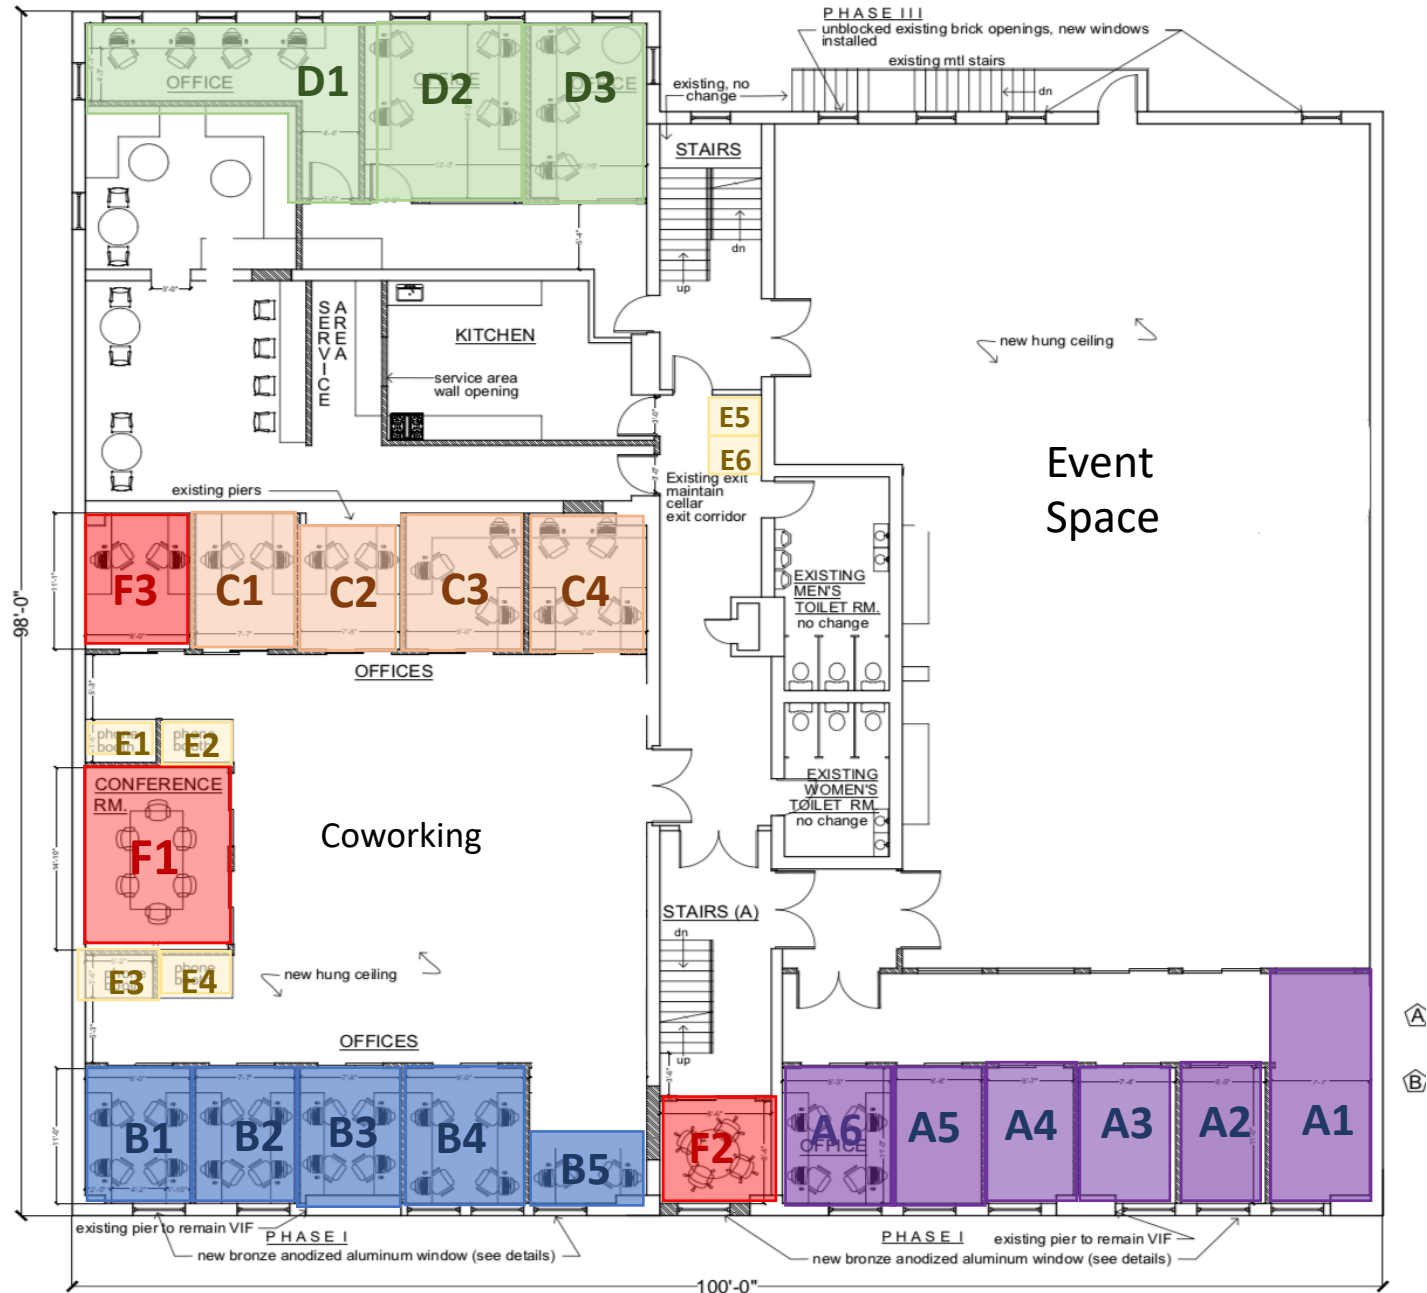 PHASE III
unblocked existing brick openings, new windows
installed
existing mtl stairs
existing, no
change
dn
OFFICE
D1
D2
D3
STAIRS
dn
up
SERVICE
AREA
KITCHEN
service area
wall opening
new hung ceiling
E5
E6
Event
Space
Existing exit
maintain
cellar
exit corridor
existing piers
F3
C1
C2
C3
C4
EXISTING
MEN'S
TOILET RM.
no change
98'-0"
OFFICES
E1
E2
phone
booth
CONFERENCE
RM.
F1
Coworking
EXISTING
WOMEN'S
TOILET RM.
no change
STAIRS (A)
dn
up
E3
E4
new hung ceiling
OFFICES
A
B
B1
B2
B3
B4
B5
F2
A6
OFFICE
A5
A4
A3
A2
A1
existing pier to remain VIF
PHASE I
new bronze anodized aluminum window (see details)
PHASE I
existing pier to remain VIF
new bronze anodized aluminum window (see details)
100'-0"